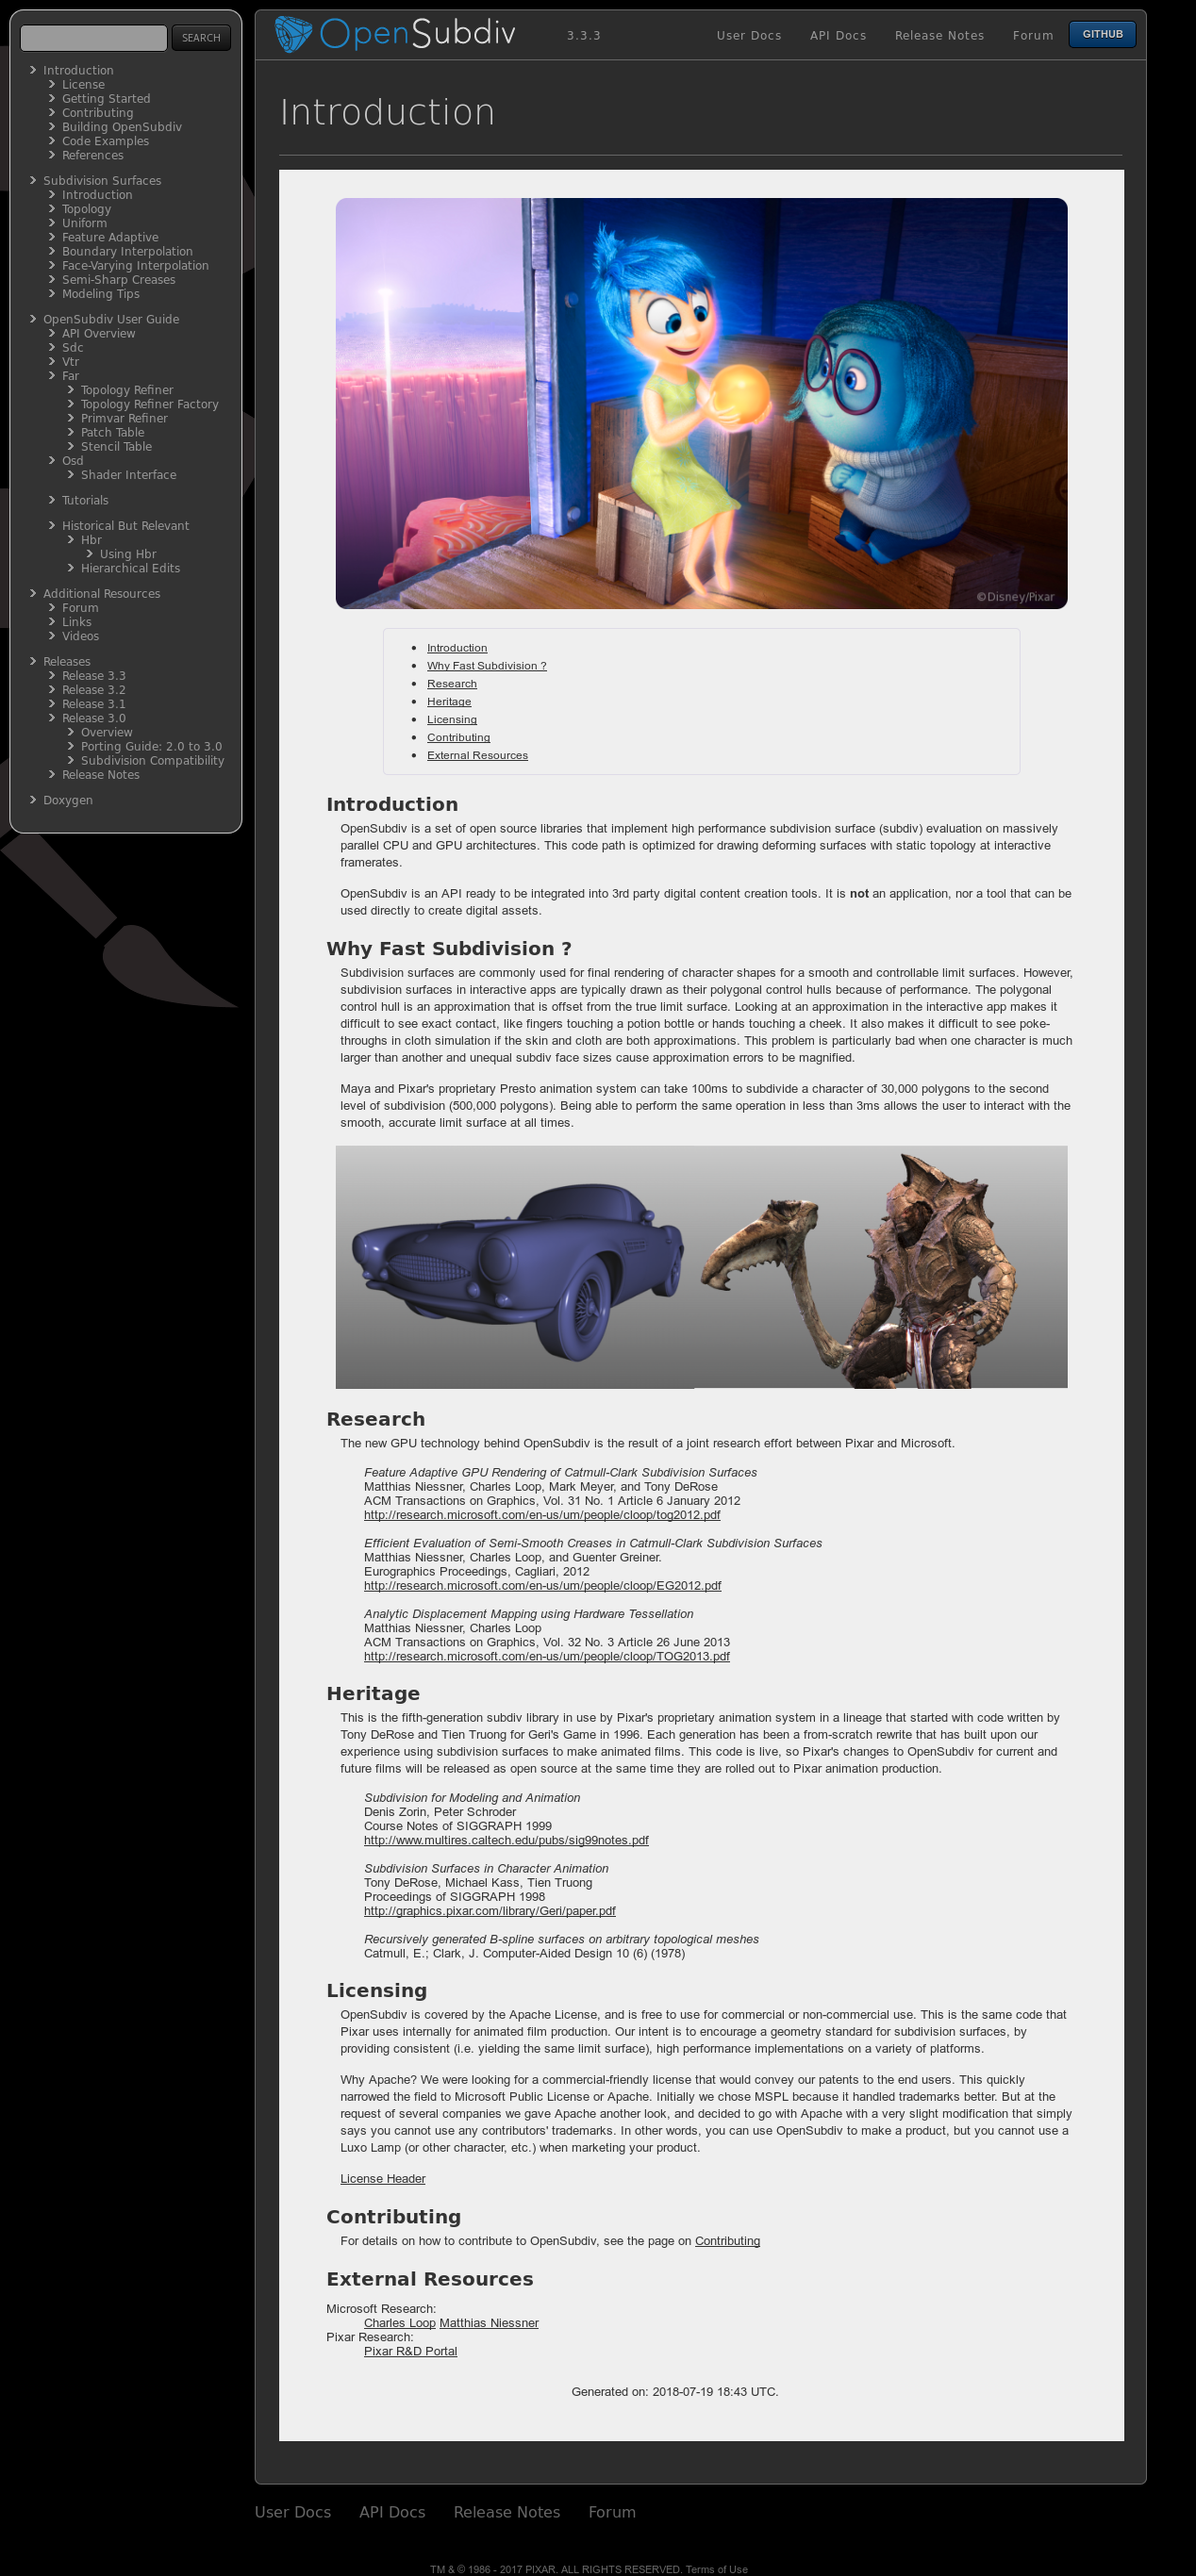 SEARCH
Introduction
License
Getting Started
Contributing
Building OpenSubdiv
Code Examples
References
Subdivision Surfaces
Introduction
Topology
Uniform
Feature Adaptive
Boundary Interpolation
Face-Varying Interpolation
Semi-Sharp Creases
Modeling Tips
OpenSubdiv User Guide
API Overview
Sdc
Vtr
Far
Topology Refiner
Topology Refiner Factory
Primvar Refiner
Patch Table
Stencil Table
Osd
Shader Interface
Tutorials
Historical But Relevant
Hbr
Using Hbr
Hierarchical Edits
Additional Resources
Forum
Links
Videos
Releases
Release 3.3
Release 3.2
Release 3.1
Release 3.0
Overview
Porting Guide: 2.0 to 3.0
Subdivision Compatibility
Release Notes
Doxygen
OpenSubdiv 3.3.3 User Docs API Docs Release Notes Forum GITHUB
Introduction
©Disney/Pixar
• Introduction
• Why Fast Subdivision ?
• Research
• Heritage
• Licensing
• Contributing
• External Resources
Introduction
OpenSubdiv is a set of open source libraries that implement high performance subdivision surface (subdiv) evaluation on massively
parallel CPU and GPU architectures. This code path is optimized for drawing deforming surfaces with static topology at interactive
framerates.
OpenSubdiv is an API ready to be integrated into 3rd party digital content creation tools. It is not an application, nor a tool that can be
used directly to create digital assets.
Why Fast Subdivision ?
Subdivision surfaces are commonly used for final rendering of character shapes for a smooth and controllable limit surfaces. However,
subdivision surfaces in interactive apps are typically drawn as their polygonal control hulls because of performance. The polygonal
control hull is an approximation that is offset from the true limit surface. Looking at an approximation in the interactive app makes it
difficult to see exact contact, like fingers touching a potion bottle or hands touching a cheek. It also makes it difficult to see poke-
throughs in cloth simulation if the skin and cloth are both approximations. This problem is particularly bad when one character is much
larger than another and unequal subdiv face sizes cause approximation errors to be magnified.
Maya and Pixar's proprietary Presto animation system can take 100ms to subdivide a character of 30,000 polygons to the second
level of subdivision (500,000 polygons). Being able to perform the same operation in less than 3ms allows the user to interact with the
smooth, accurate limit surface at all times.
Research
The new GPU technology behind OpenSubdiv is the result of a joint research effort between Pixar and Microsoft.
Feature Adaptive GPU Rendering of Catmull-Clark Subdivision Surfaces
Matthias Niessner, Charles Loop, Mark Meyer, and Tony DeRose
ACM Transactions on Graphics, Vol. 31 No. 1 Article 6 January 2012
http://research.microsoft.com/en-us/um/people/cloop/tog2012.pdf
Efficient Evaluation of Semi-Smooth Creases in Catmull-Clark Subdivision Surfaces
Matthias Niessner, Charles Loop, and Guenter Greiner.
Eurographics Proceedings, Cagliari, 2012
http://research.microsoft.com/en-us/um/people/cloop/EG2012.pdf
Analytic Displacement Mapping using Hardware Tessellation
Matthias Niessner, Charles Loop
ACM Transactions on Graphics, Vol. 32 No. 3 Article 26 June 2013
http://research.microsoft.com/en-us/um/people/cloop/TOG2013.pdf
Heritage
This is the fifth-generation subdiv library in use by Pixar's proprietary animation system in a lineage that started with code written by
Tony DeRose and Tien Truong for Geri's Game in 1996. Each generation has been a from-scratch rewrite that has built upon our
experience using subdivision surfaces to make animated films. This code is live, so Pixar's changes to OpenSubdiv for current and
future films will be released as open source at the same time they are rolled out to Pixar animation production.
Subdivision for Modeling and Animation
Denis Zorin, Peter Schroder
Course Notes of SIGGRAPH 1999
http://www.multires.caltech.edu/pubs/sig99notes.pdf
Subdivision Surfaces in Character Animation
Tony DeRose, Michael Kass, Tien Truong
Proceedings of SIGGRAPH 1998
http://graphics.pixar.com/library/Geri/paper.pdf
Recursively generated B-spline surfaces on arbitrary topological meshes
Catmull, E.; Clark, J. Computer-Aided Design 10 (6) (1978)
Licensing
OpenSubdiv is covered by the Apache License, and is free to use for commercial or non-commercial use. This is the same code that
Pixar uses internally for animated film production. Our intent is to encourage a geometry standard for subdivision surfaces, by
providing consistent (i.e. yielding the same limit surface), high performance implementations on a variety of platforms.
Why Apache? We were looking for a commercial-friendly license that would convey our patents to the end users. This quickly
narrowed the field to Microsoft Public License or Apache. Initially we chose MSPL because it handled trademarks better. But at the
request of several companies we gave Apache another look, and decided to go with Apache with a very slight modification that simply
says you cannot use any contributors' trademarks. In other words, you can use OpenSubdiv to make a product, but you cannot use a
Luxo Lamp (or other character, etc.) when marketing your product.
License Header
Contributing
For details on how to contribute to OpenSubdiv, see the page on Contributing
External Resources
Microsoft Research:
Charles Loop Matthias Niessner
Pixar Research:
Pixar R&D Portal
Generated on: 2018-07-19 18:43 UTC.
User Docs API Docs Release Notes Forum
TM & © 1986 - 2017 PIXAR. ALL RIGHTS RESERVED. Terms of Use